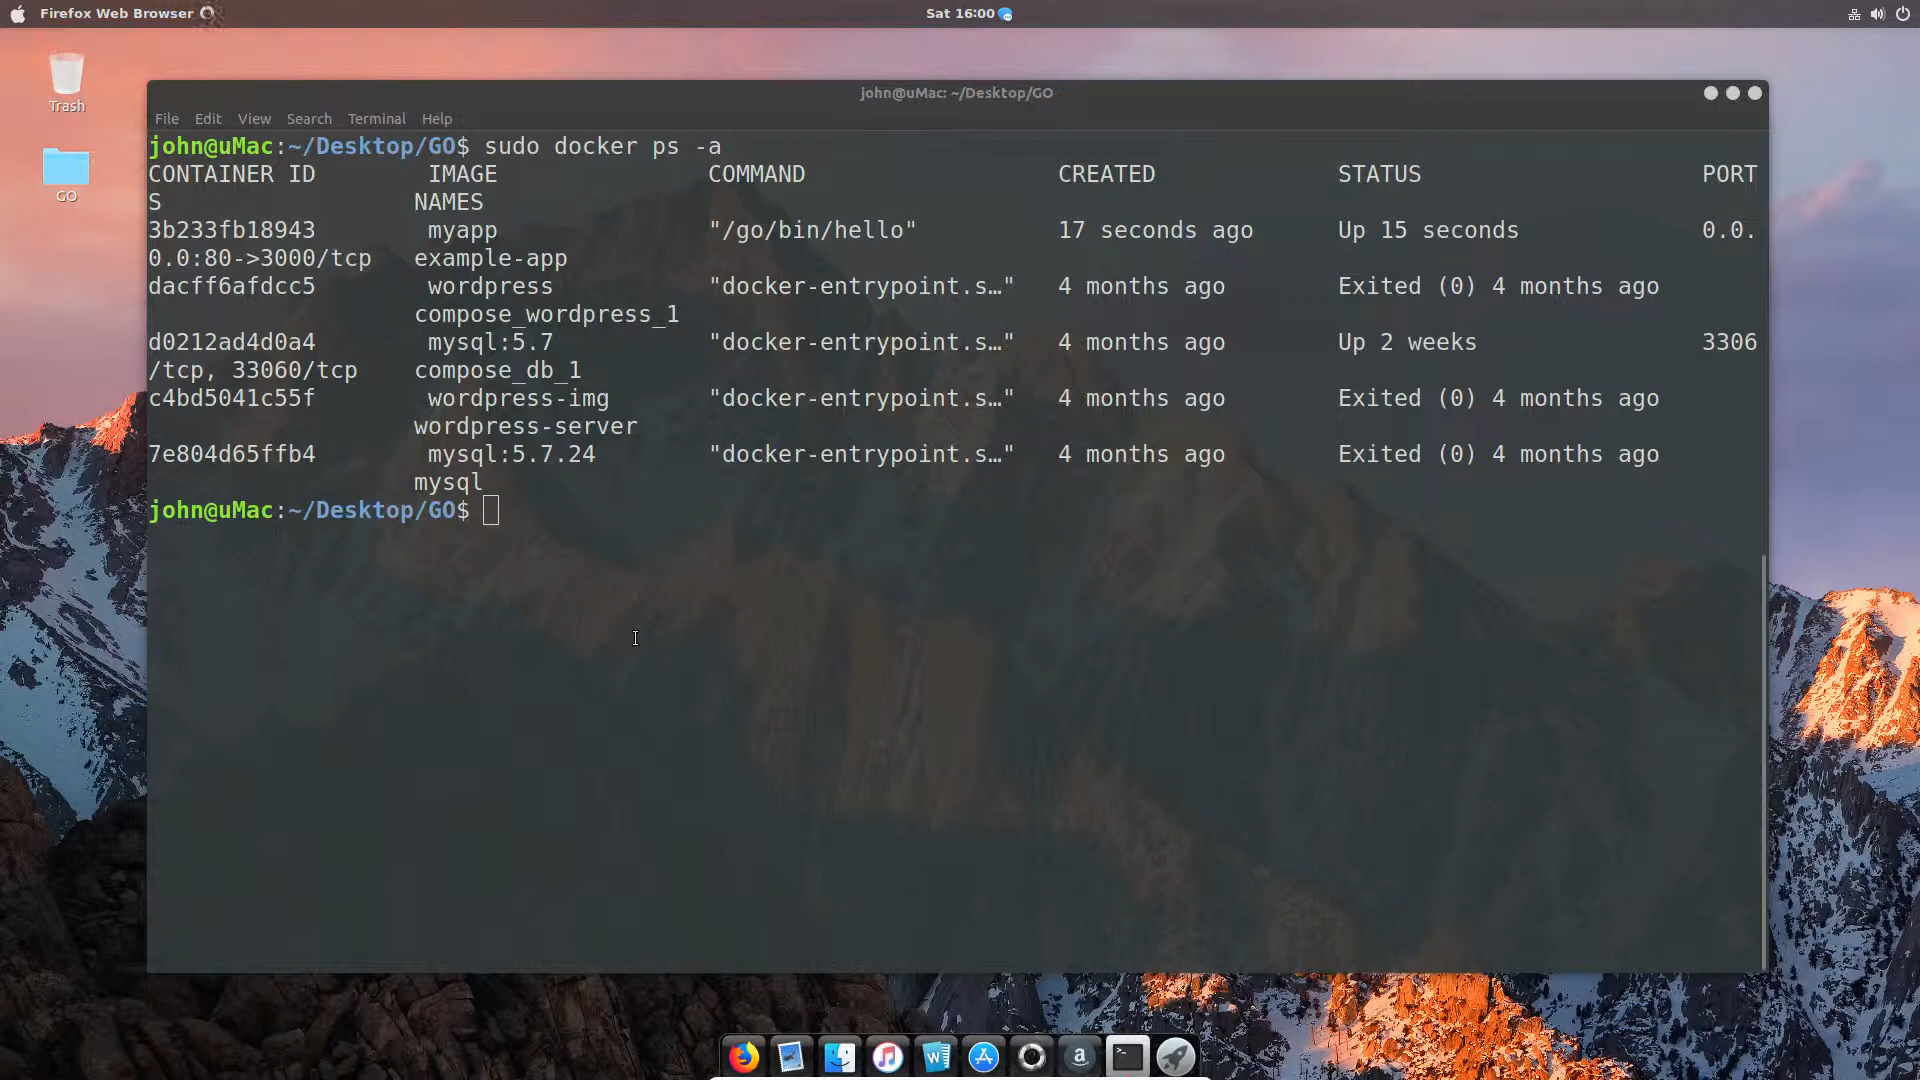 Firefox Web Browser
Sat 16:00
Trash
GO
john@uMac: ~/Desktop/GO
File Edit View Search Terminal Help
john@uMac:~/Desktop/GO$ sudo docker ps -a
CONTAINER ID IMAGE COMMAND CREATED STATUS PORT
S NAMES
3b233fb18943 myapp "/go/bin/hello" 17 seconds ago Up 15 seconds 0.0.
0.0:80->3000/tcp example-app
dacff6afdcc5 wordpress "docker-entrypoint.s…" 4 months ago Exited (0) 4 months ago
compose_wordpress_1
d0212ad4d0a4 mysql:5.7 "docker-entrypoint.s…" 4 months ago Up 2 weeks 3306
/tcp, 33060/tcp compose_db_1
c4bd5041c55f wordpress-img "docker-entrypoint.s…" 4 months ago Exited (0) 4 months ago
wordpress-server
7e804d65ffb4 mysql:5.7.24 "docker-entrypoint.s…" 4 months ago Exited (0) 4 months ago
mysql
john@uMac:~/Desktop/GO$